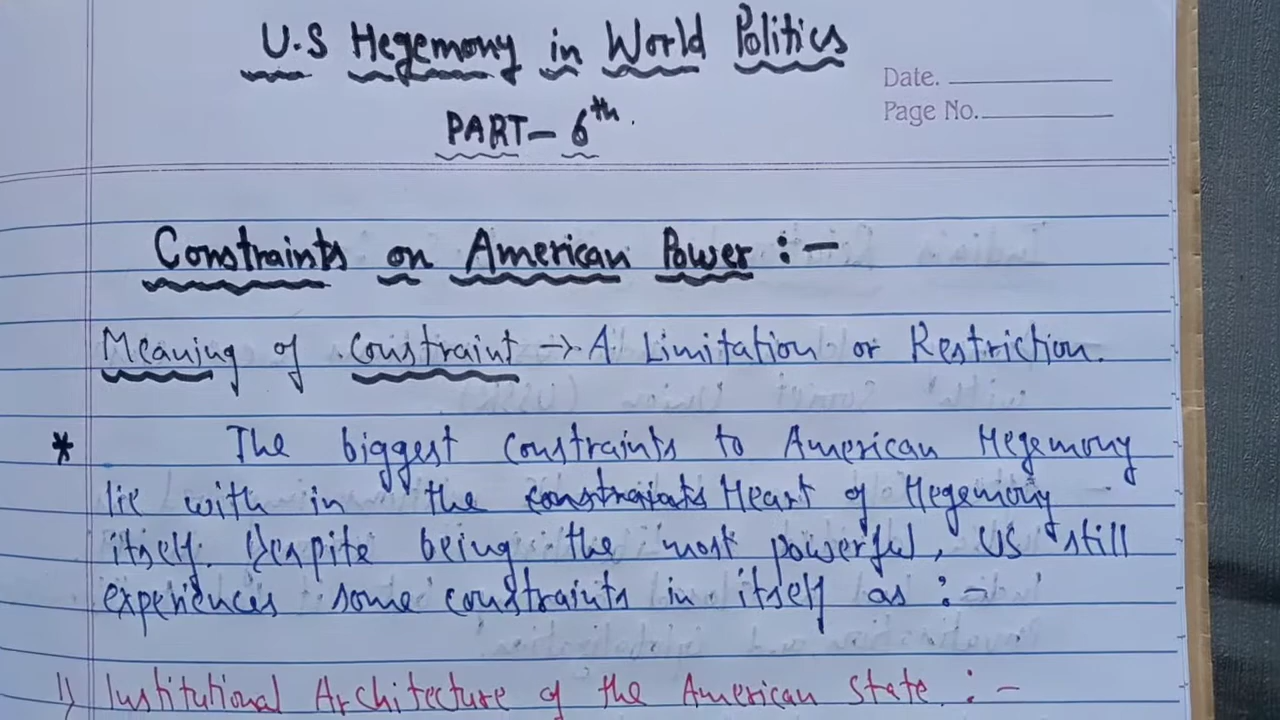 U.S Hegemony in World Politics
PART- 6th.
Date.
Page No.
Constraints on American Power :-
Meaning of constraint → A Limitation or Restriction.
* The biggest constraints to American Hegemony
lie with in the constraints Heart of Hegemony
itself. Despite being the most powerful, US still
experiences some constraints in itself as :-
1) Institutional Architecture of the American State :-